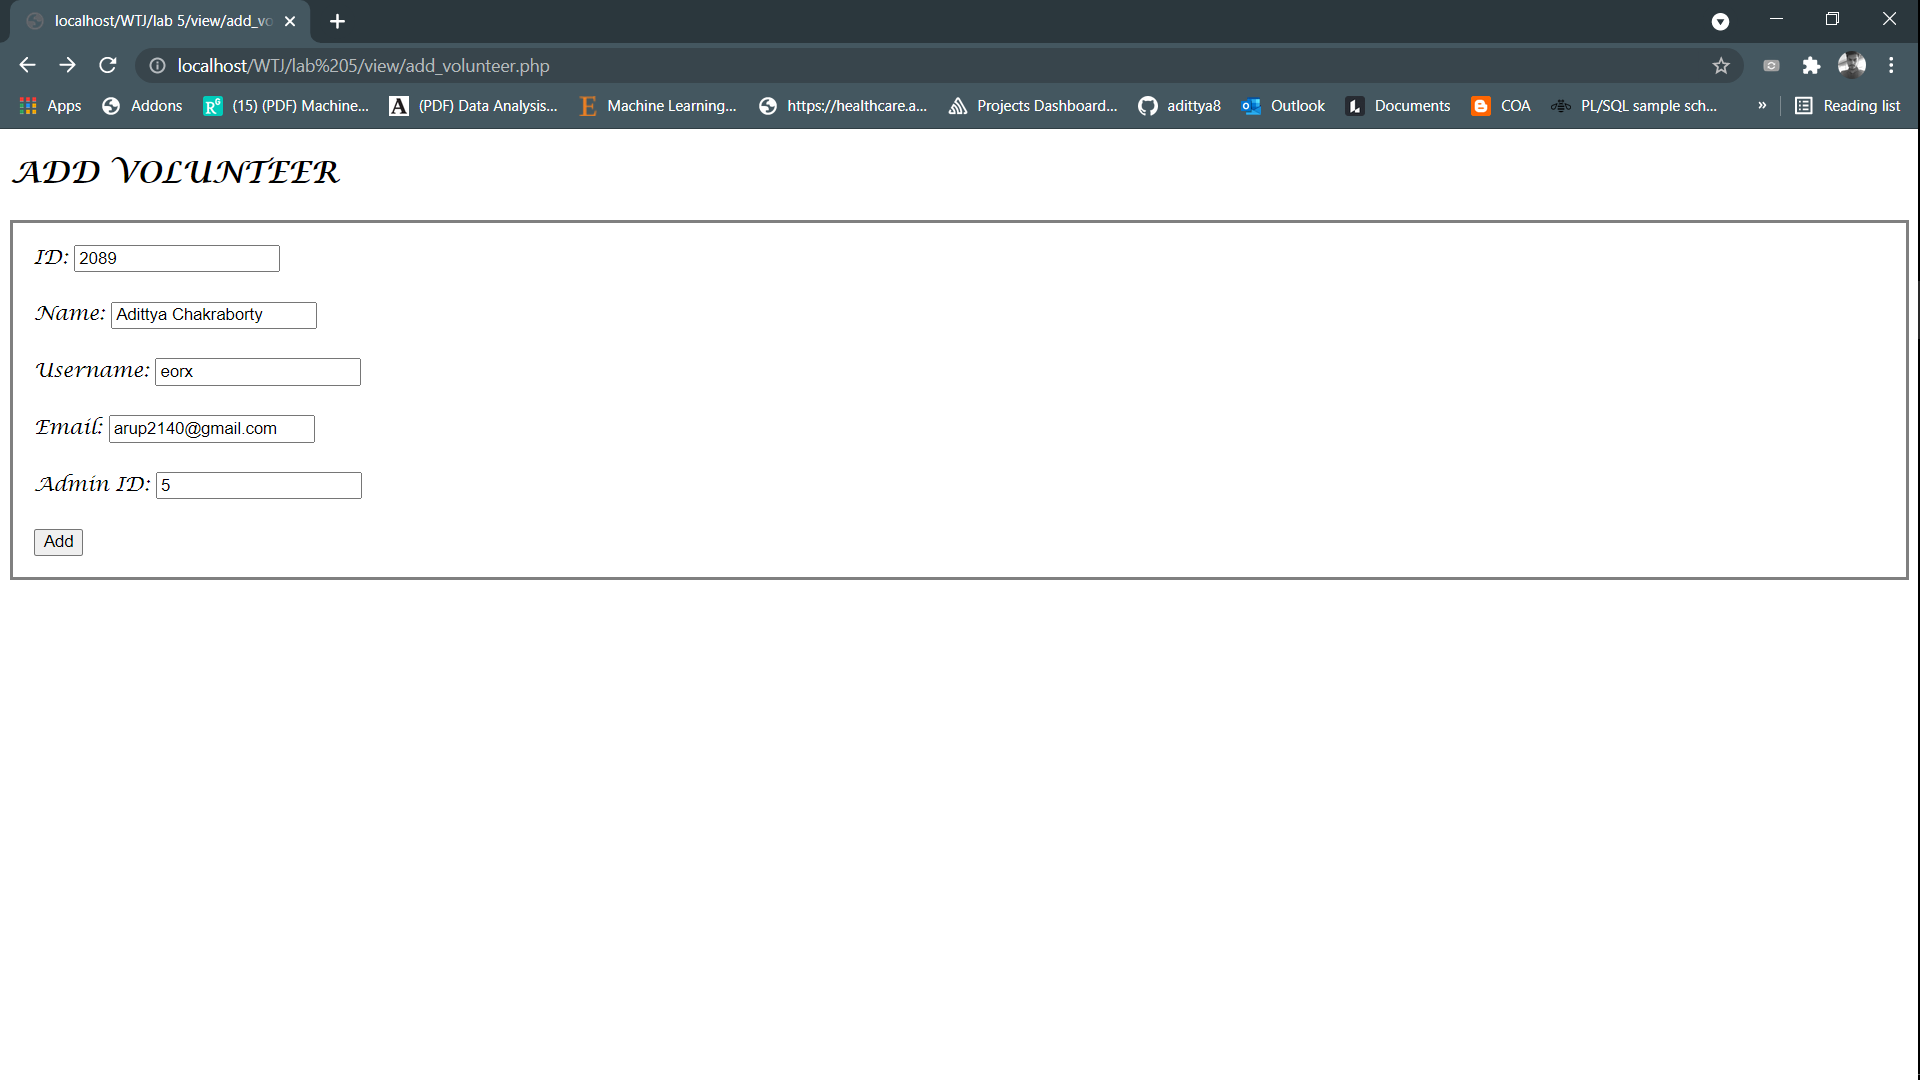 localhost/WTJ/lab 5/view/add_vo
localhost/WTJ/lab%205/view/add_volunteer.php
Apps Addons (15) (PDF) Machine... (PDF) Data Analysis... Machine Learning... https://healthcare.a... Projects Dashboard... adittya8 Outlook Documents COA PL/SQL sample sch... » Reading list
ADD VOLUNTEER
ID: 2089
Name: Adittya Chakraborty
Username: eorx
Email: arup2140@gmail.com
Admin ID: 5
Add